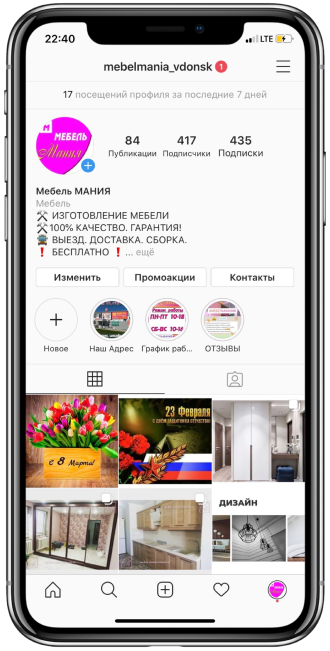 22:40
LTE
mebelmania_vdonsk 1
17 посещений профиля за последние 7 дней
М
МЕБЕЛЬ
Мания
84 417 435
Публикации Подписчики Подписки
Мебель МАНИЯ
Мебель
⚒ ИЗГОТОВЛЕНИЕ МЕБЕЛИ
⚒100% КАЧЕСТВО. ГАРАНТИЯ!
ВЫЕЗД. ДОСТАВКА. СБОРКА.
❗ БЕСПЛАТНО ❗... ещё
Изменить Промоакции Контакты
Режим работы
ПН-ПТ 10-18
СБ-ВС 10-15
Новое Наш Адрес График раб... ОТЗЫВЫ
С 8 Марта!
23 Февраля
С ДНЁМ ЗАЩИТНИКА ОТЕЧЕСТВА!
ДИЗАЙН